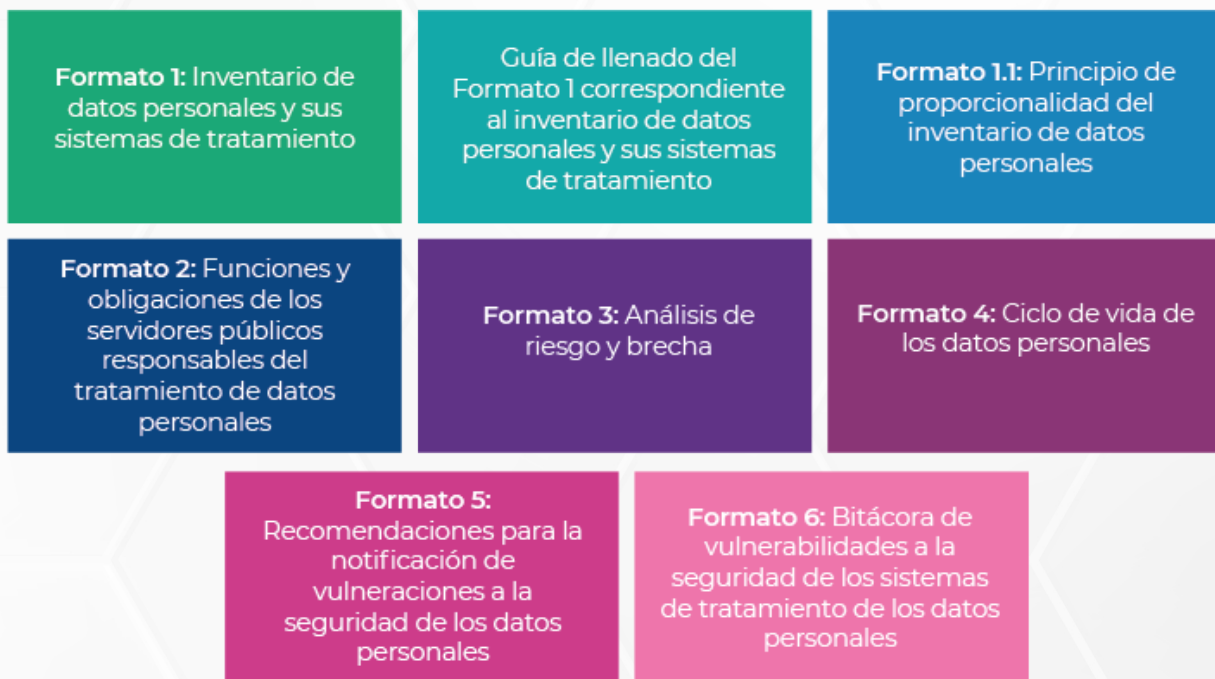 Formato 1: Inventario de
datos personales y sus
sistemas de tratamiento
Guía de llenado del
Formato 1 correspondiente
al inventario de datos
personales y sus sistemas
de tratamiento
Formato 1.1: Principio de
proporcionalidad del
inventario de datos
personales
Formato 2: Funciones y
obligaciones de los
servidores públicos
responsables del
tratamiento de datos
personales
Formato 3: Análisis de
riesgo y brecha
Formato 4: Ciclo de vida de
los datos personales
Formato 5:
Recomendaciones para la
notificación de
vulneraciones a la
seguridad de los datos
personales
Formato 6: Bitácora de
vulnerabilidades a la
seguridad de los sistemas
de tratamiento de los datos
personales